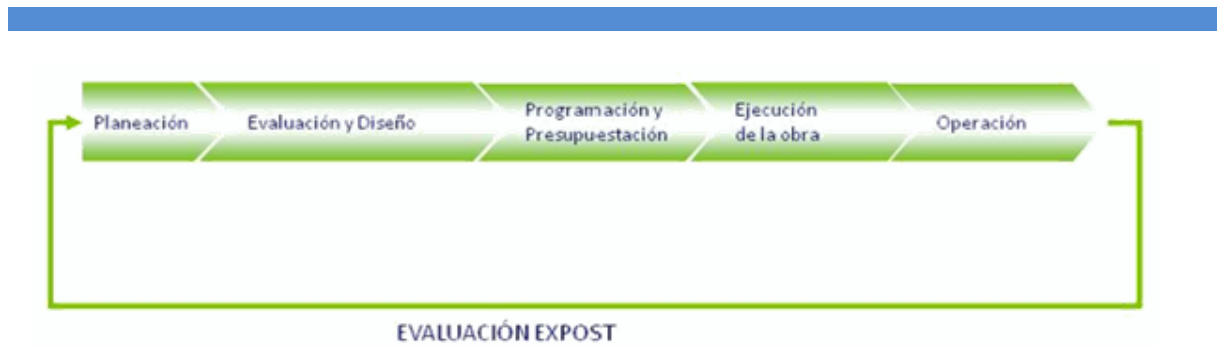 Planeación
Evaluación y Diseño
Programación y
Presupuestación
Ejecución
de la obra
Operación
EVALUACIÓN EXPOST